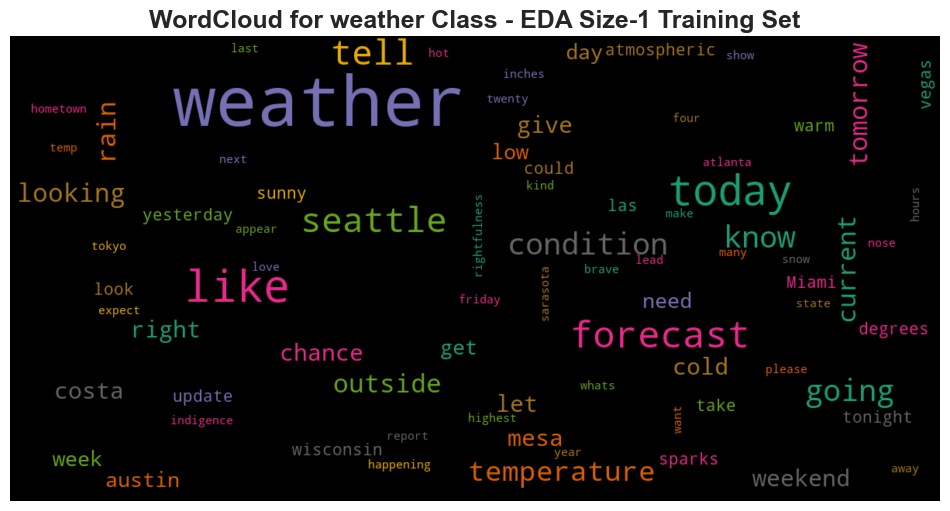 WordCloud for weather Class - EDA Size-1 Training Set
last
tell
hot
day
atmospheric
show
tomorrow
vegas
weather
inches
twenty
hometown
rain
temp
give
four
warm
next
low
could
kind
atlanta
looking
sunny
today
hours
yesterday
seattle
appear
rightfulness
las
make
tokyo
condition
know
current
nose
many
love
like
brave
lead
snow
look
expect
friday
sarasota
need
Miami
state
right
chance
get
forecast
degrees
costa
outside
cold
please
update
whats
going
let
take
tonight
indigence
highest
want
week
wisconsin
report
mesa
year
happening
sparks
austin
temperature
weekend
away